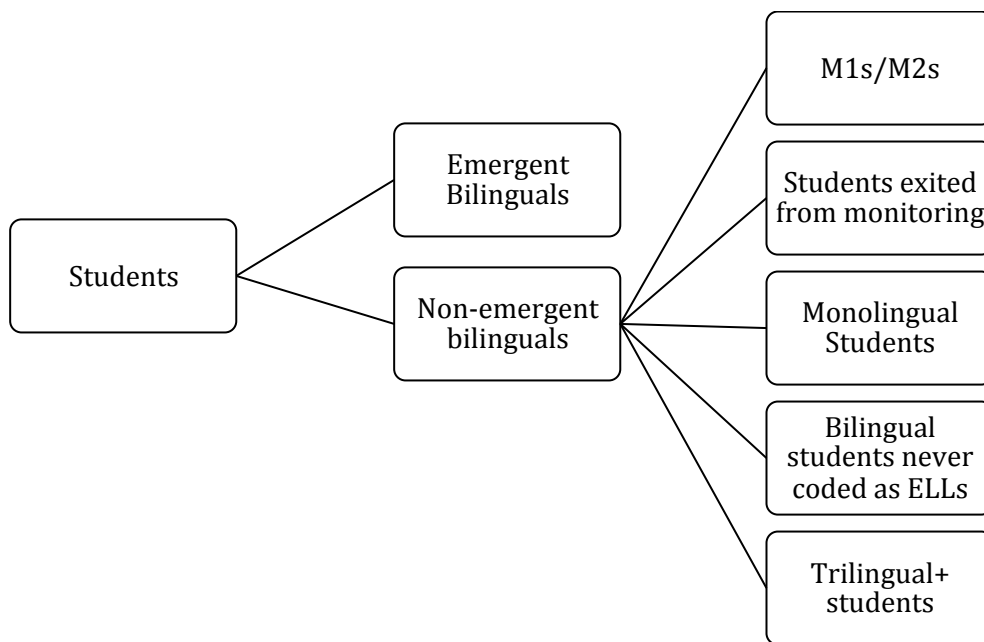 Students
Emergent
Bilinguals
Non-emergent
bilinguals
M1s/M2s
Students exited
from monitoring
Monolingual
Students
Bilingual
students never
coded as ELLs
Trilingual+
students